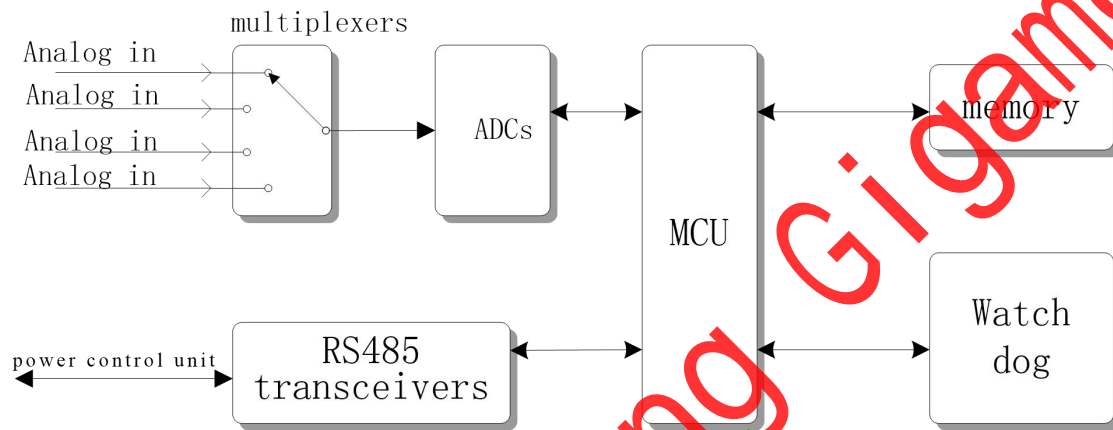 multiplexers
Analog in
Analog in
Analog in
Analog in
ADCs
MCU
memory
Watch
dog
RS485
transceivers
power control unit